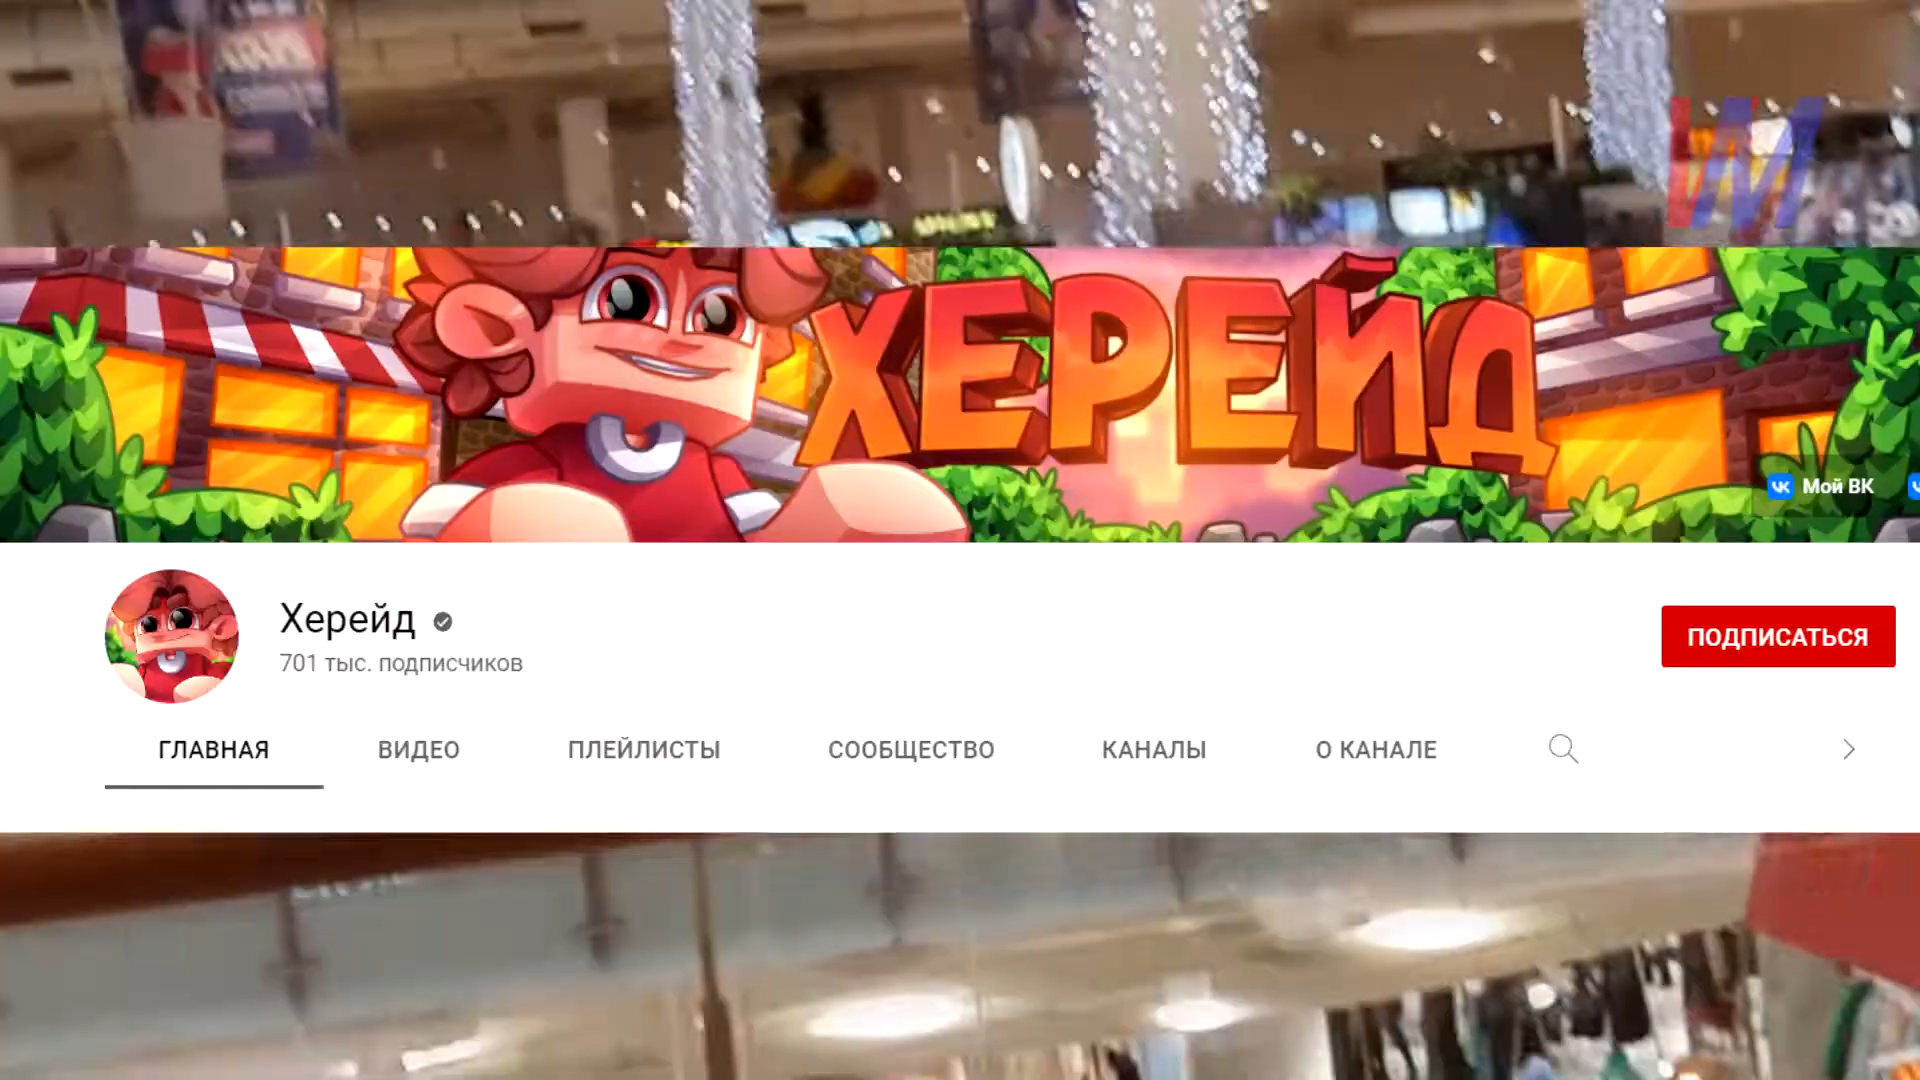 ХЕРЕЙД
Мой ВК
Херейд
701 тыс. подписчиков
ПОДПИСАТЬСЯ
ГЛАВНАЯ
ВИДЕО
ПЛЕЙЛИСТЫ
СООБЩЕСТВО
КАНАЛЫ
О КАНАЛЕ